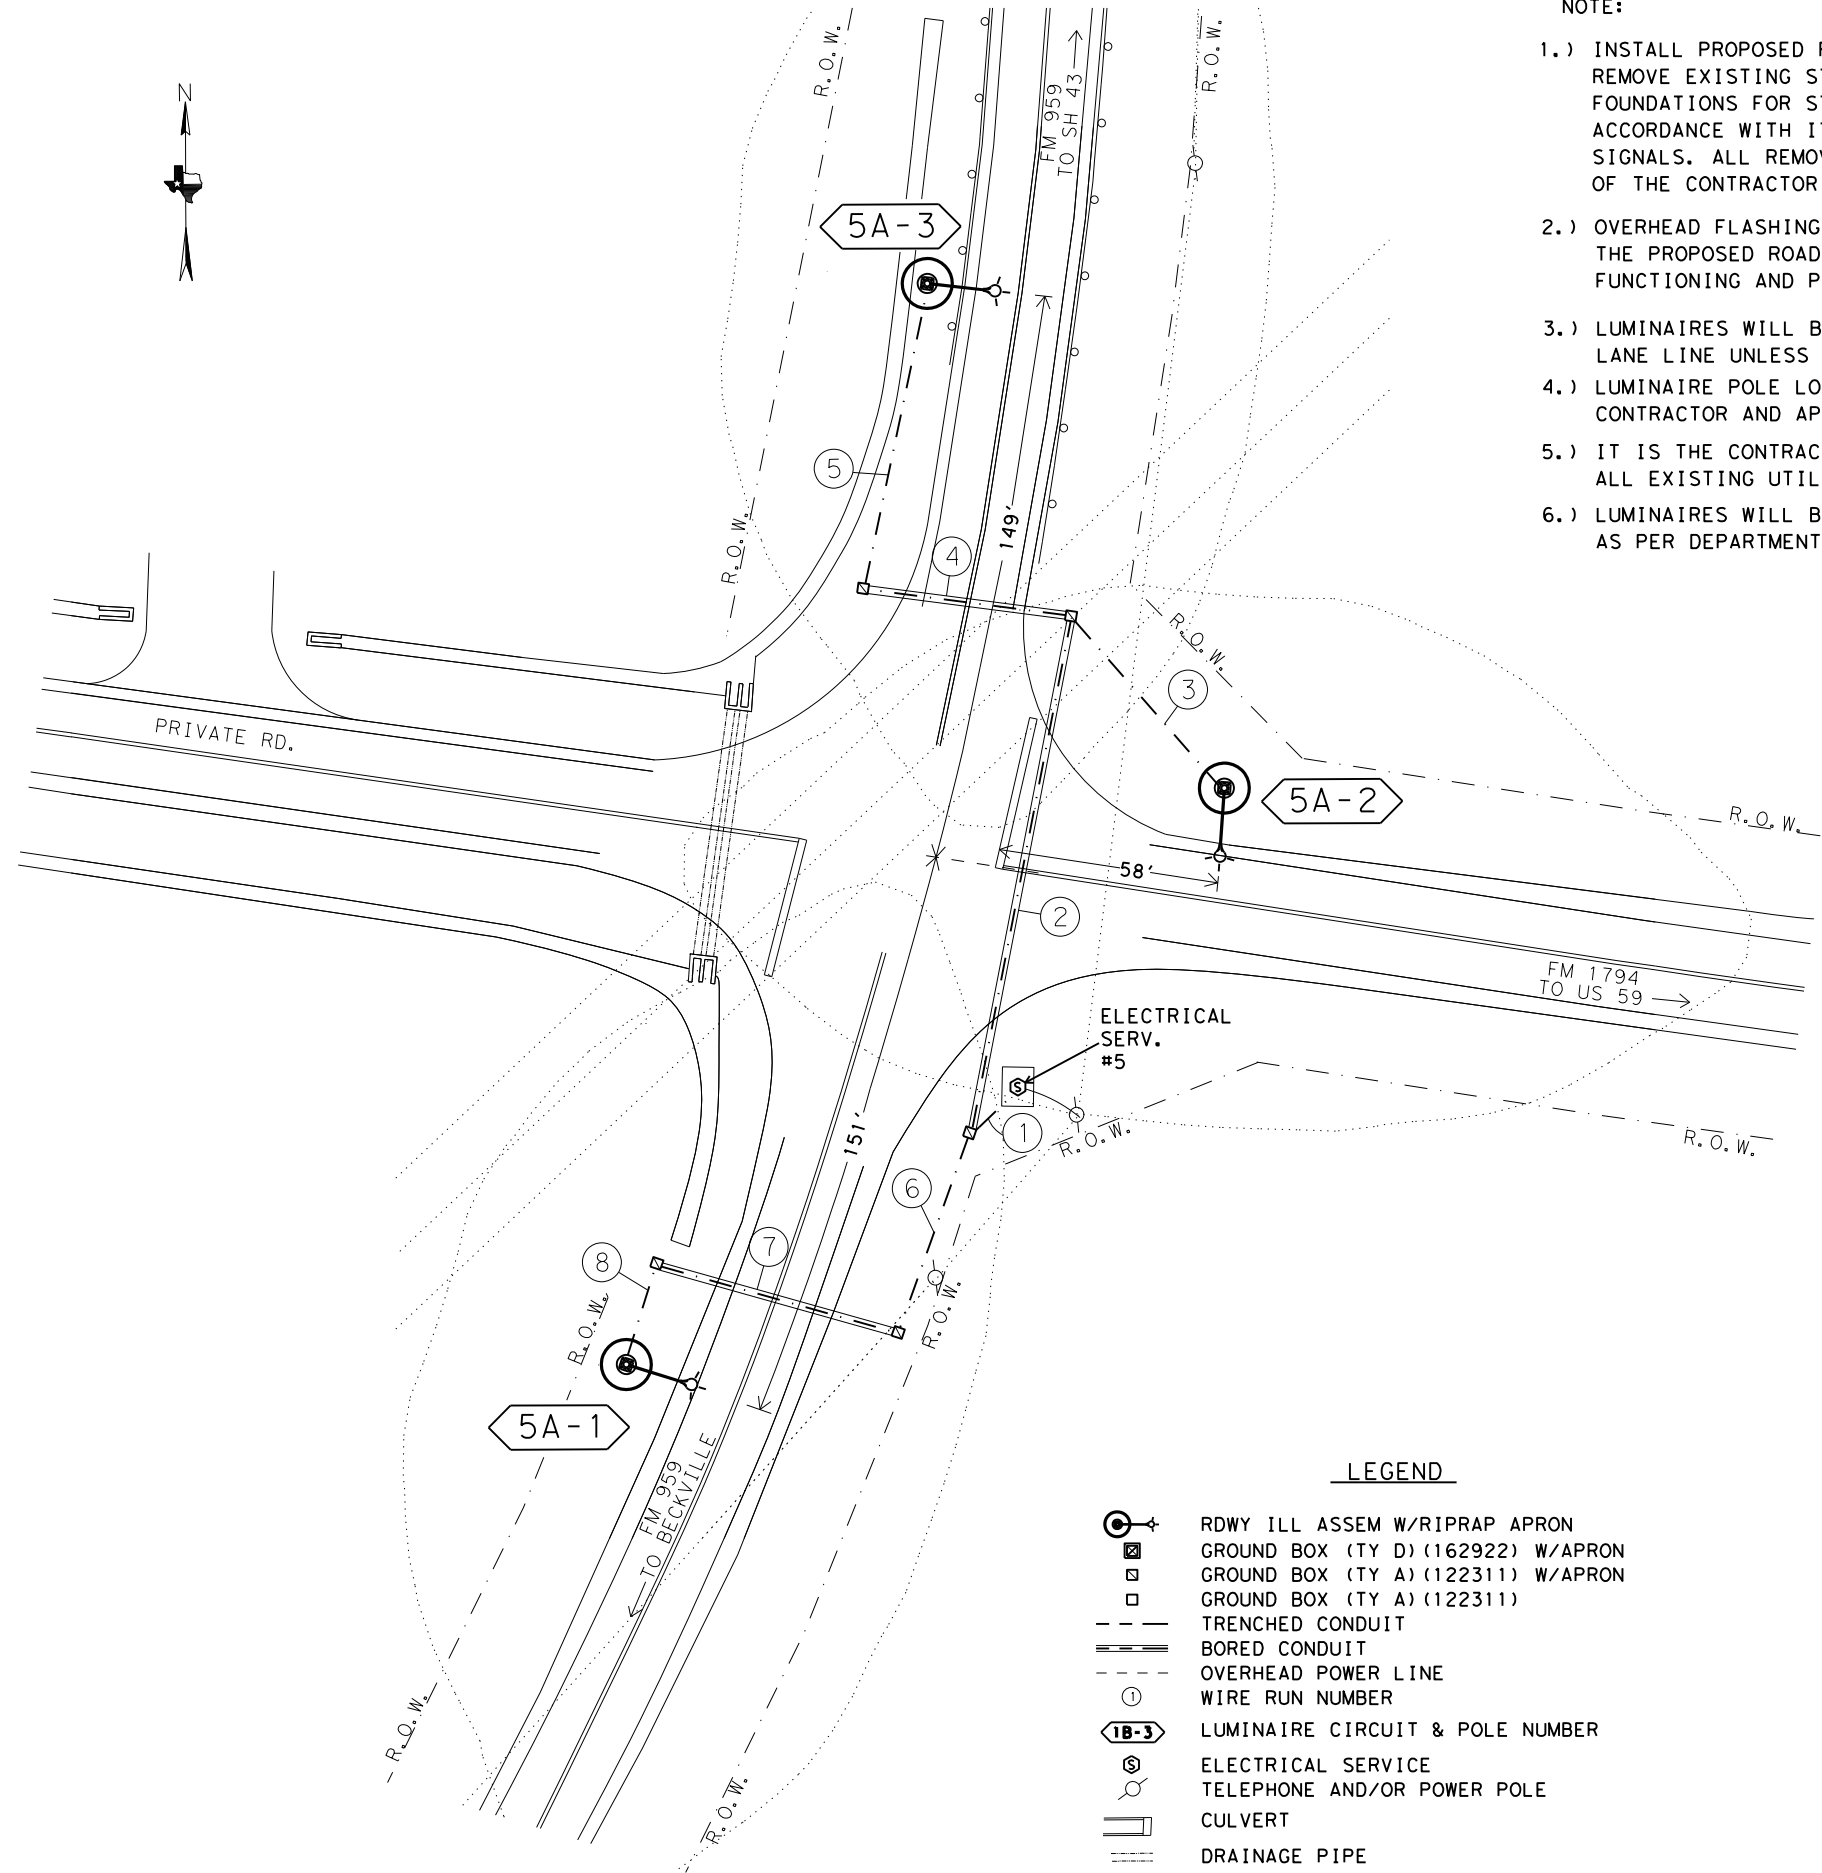 NOTE:
1.) INSTALL PROPOSED
REMOVE EXISTING
FOUNDATIONS FOR
ACCORDANCE WITH
SIGNALS. ALL
OF THE CONTRACTOR
2.) OVERHEAD FLASHING
THE PROPOSED
FUNCTIONING AND
3.) LUMINAIRES WILL
LANE LINE UNLESS
4.) LUMINAIRE POLE
CONTRACTOR AND
5.) IT IS THE
ALL EXISTING
6.) LUMINAIRES WILL
AS PER DEPARTMENT
N
R.O.W.
R.O.W.
FM 959
TO SH 43
5A-3
5
R.O.W.
149'
4
R.O.W.
3
PRIVATE RD.
5A-2
R.O.W.
58'
2
FM 1794
TO US 59
ELECTRICAL
SERV.
#5
S
1
R.O.W.
R.O.W.
151'
6
7
8
R.O.W.
R.O.W.
5A-1
FM 959
TO BECKVILLE
R.O.W.
R.O.W.
LEGEND
RDWY ILL ASSEM W/RIPRAP APRON
GROUND BOX (TY D)(162922) W/APRON
GROUND BOX (TY A)(122311) W/APRON
GROUND BOX (TY A)(122311)
TRENCHED CONDUIT
BORED CONDUIT
OVERHEAD POWER LINE
1 WIRE RUN NUMBER
1B-3 LUMINAIRE CIRCUIT & POLE NUMBER
S ELECTRICAL SERVICE
TELEPHONE AND/OR POWER POLE
CULVERT
DRAINAGE PIPE